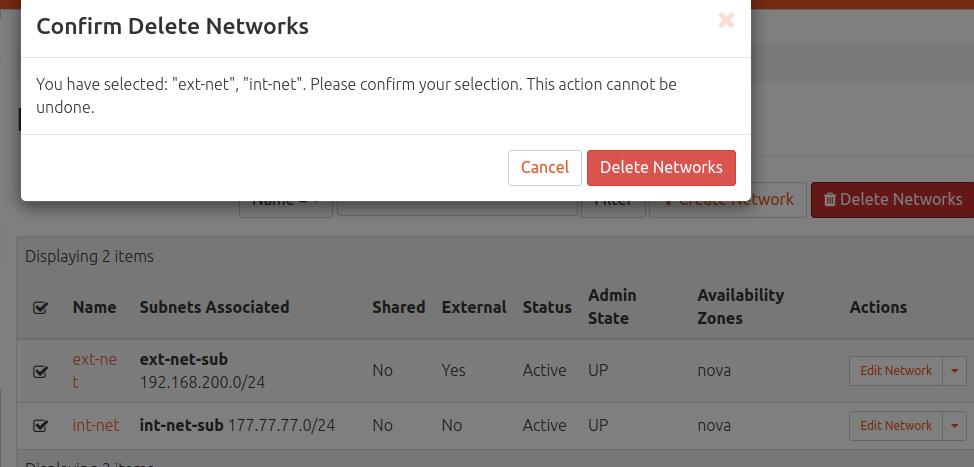 Confirm Delete Networks
You have selected: "ext-net", "int-net". Please confirm your selection. This action cannot be
undone.
Cancel
Delete Networks
Create Network
Delete Networks
Displaying 2 items
Name
Subnets Associated
Shared
External
Status
Admin
State
Availability
Zones
Actions
ext-ne
t
ext-net-sub
192.168.200.0/24
No
Yes
Active
UP
nova
Edit Network
int-net
int-net-sub 177.77.77.0/24
No
No
Active
UP
nova
Edit Network
Displaying 2 items